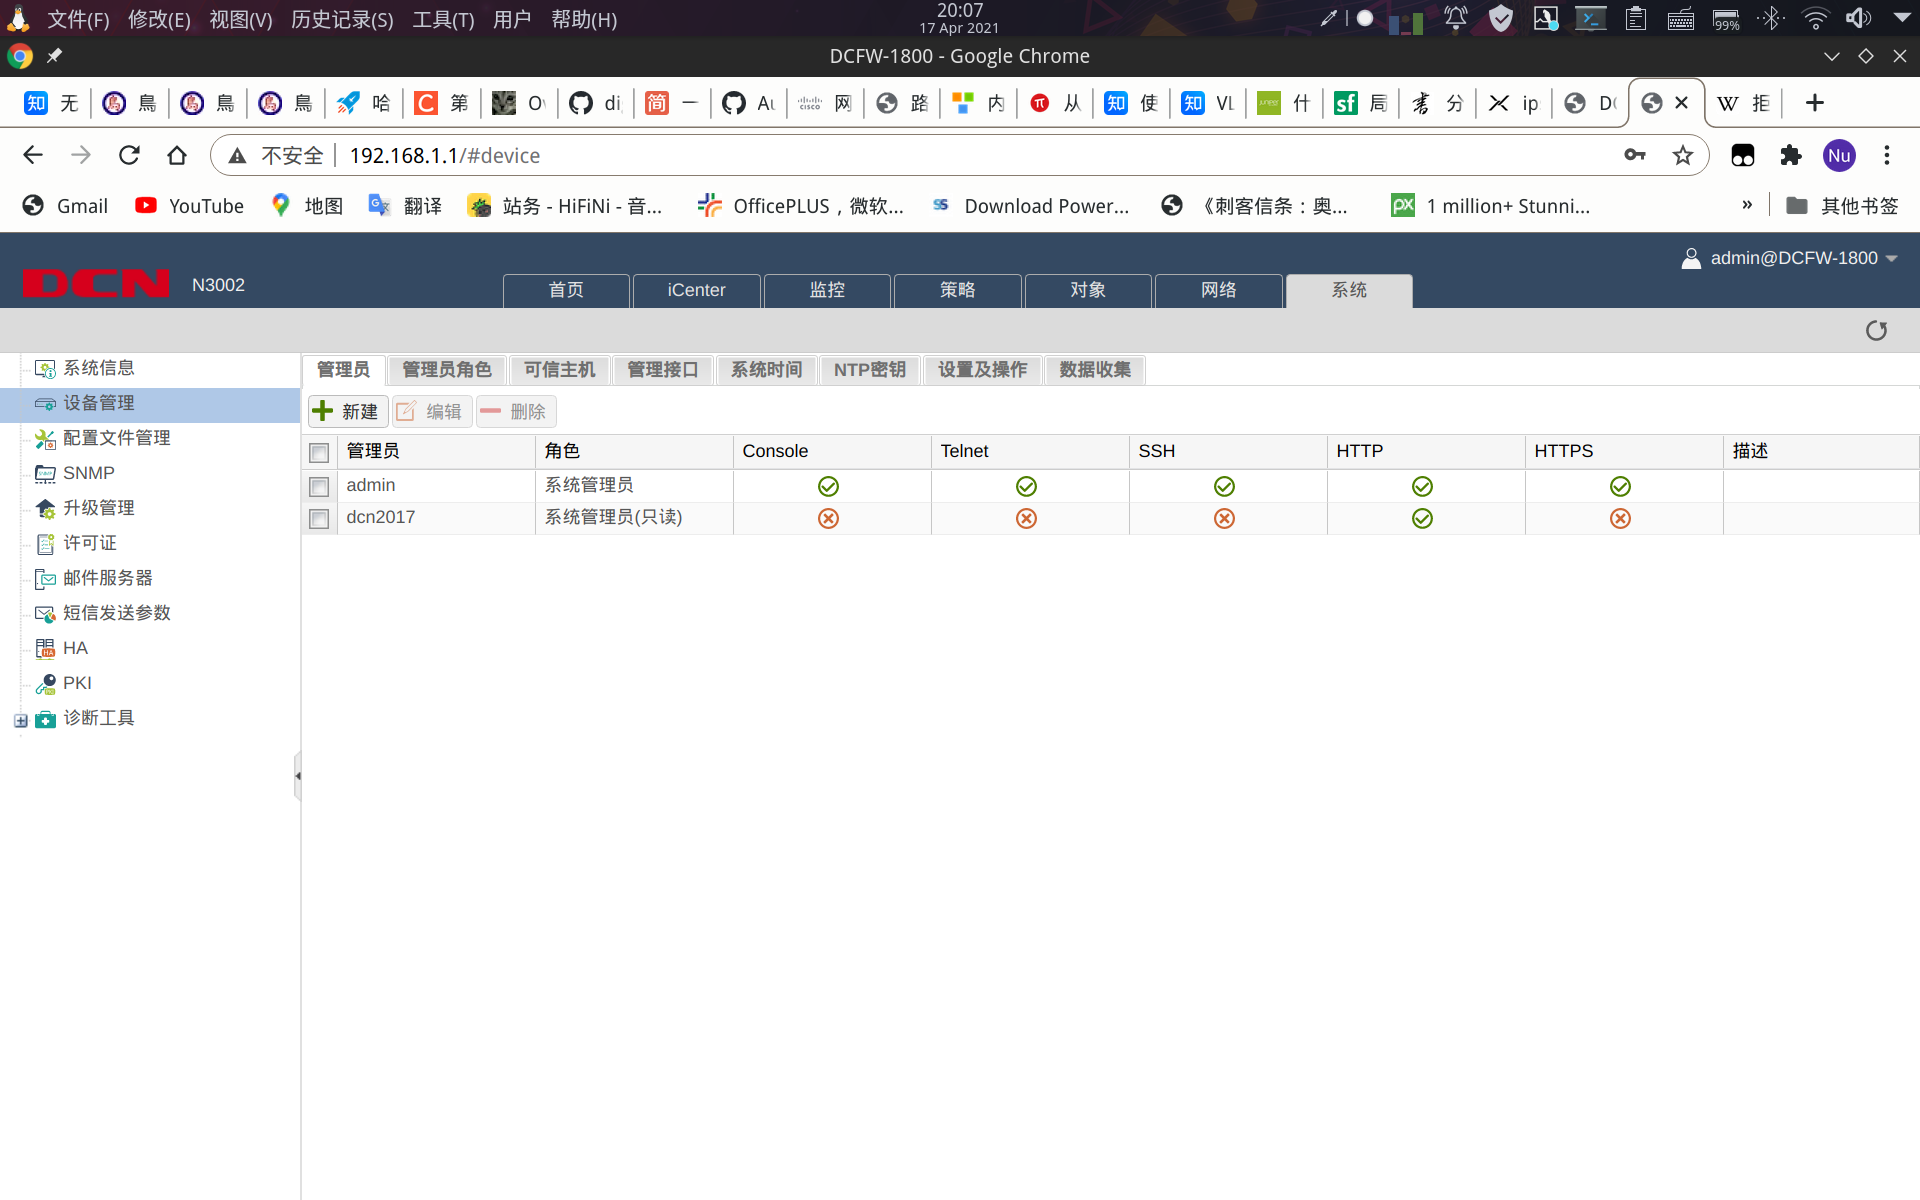 文件(F) 修改(E) 视图(V) 历史记录(S) 工具(T) 用户 帮助(H)
20:07
17 Apr 2021
99%
DCFW-1800 - Google Chrome
知 无 鳥 鳥 鳥 哈 C 第 O di 简 一 Au 网 路 内 从 知 使 知 VL 什 sf 局 分 ip D W 拒
不安全 192.168.1.1/#device
Nu
Gmail YouTube 地图 翻译 站务 - HiFiNi - 音... OfficePLUS，微软... Download Power... 《刺客信条：奥... 1 million+ Stunni... » 其他书签
DCN N3002
admin@DCFW-1800
首页 iCenter 监控 策略 对象 网络 系统
系统信息
设备管理
配置文件管理
SNMP
升级管理
许可证
邮件服务器
短信发送参数
HA
PKI
诊断工具
管理员 管理员角色 可信主机 管理接口 系统时间 NTP密钥 设置及操作 数据收集
新建 编辑 删除
管理员 角色 Console Telnet SSH HTTP HTTPS 描述
admin 系统管理员
dcn2017 系统管理员(只读)